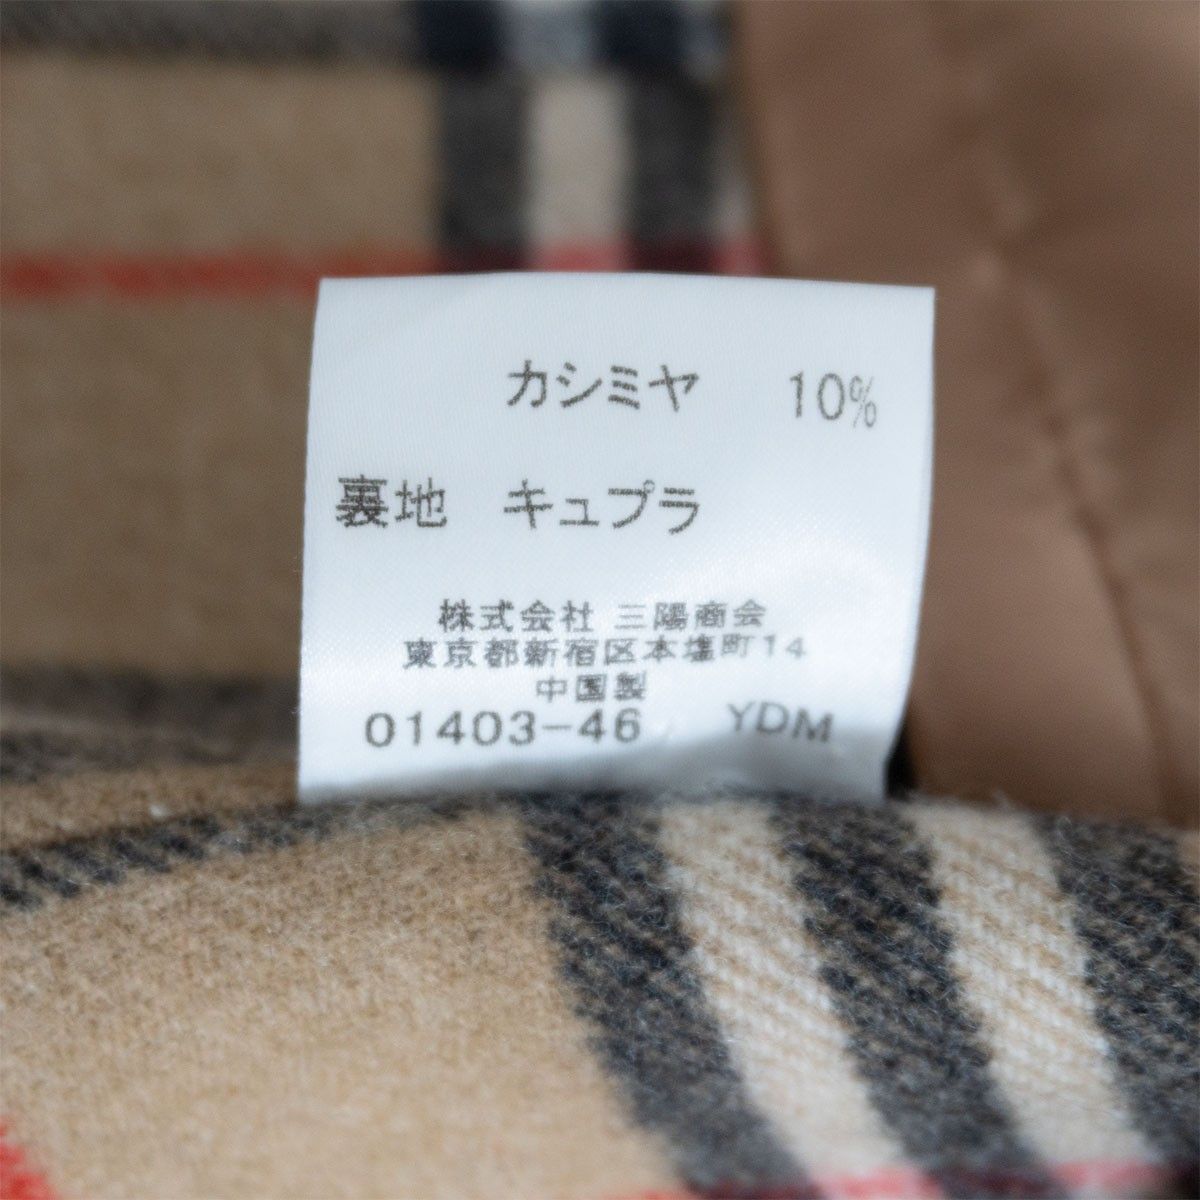 カシミヤ 10%
裏地 キュプラ
株式会社 三陽商会
東京都新宿区本塩町14
中国製
01403-46 YDM